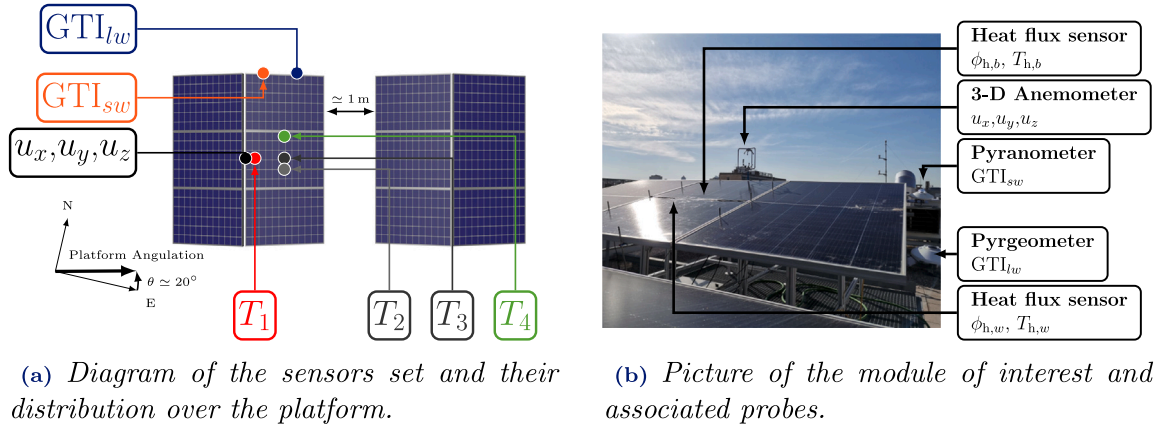 GTI_lw
GTI_sw
u_x,u_y,u_z
≃ 1 m
N
Platform Angulation
θ ≃ 20°
E
T_1
T_2
T_3
T_4
(a) Diagram of the sensors set and their
distribution over the platform.
Heat flux sensor
ϕ_h,b, T_h,b
3-D Anemometer
u_x,u_y,u_z
Pyranometer
GTI_sw
Pyrgeometer
GTI_lw
Heat flux sensor
ϕ_h,w, T_h,w
(b) Picture of the module of interest and
associated probes.